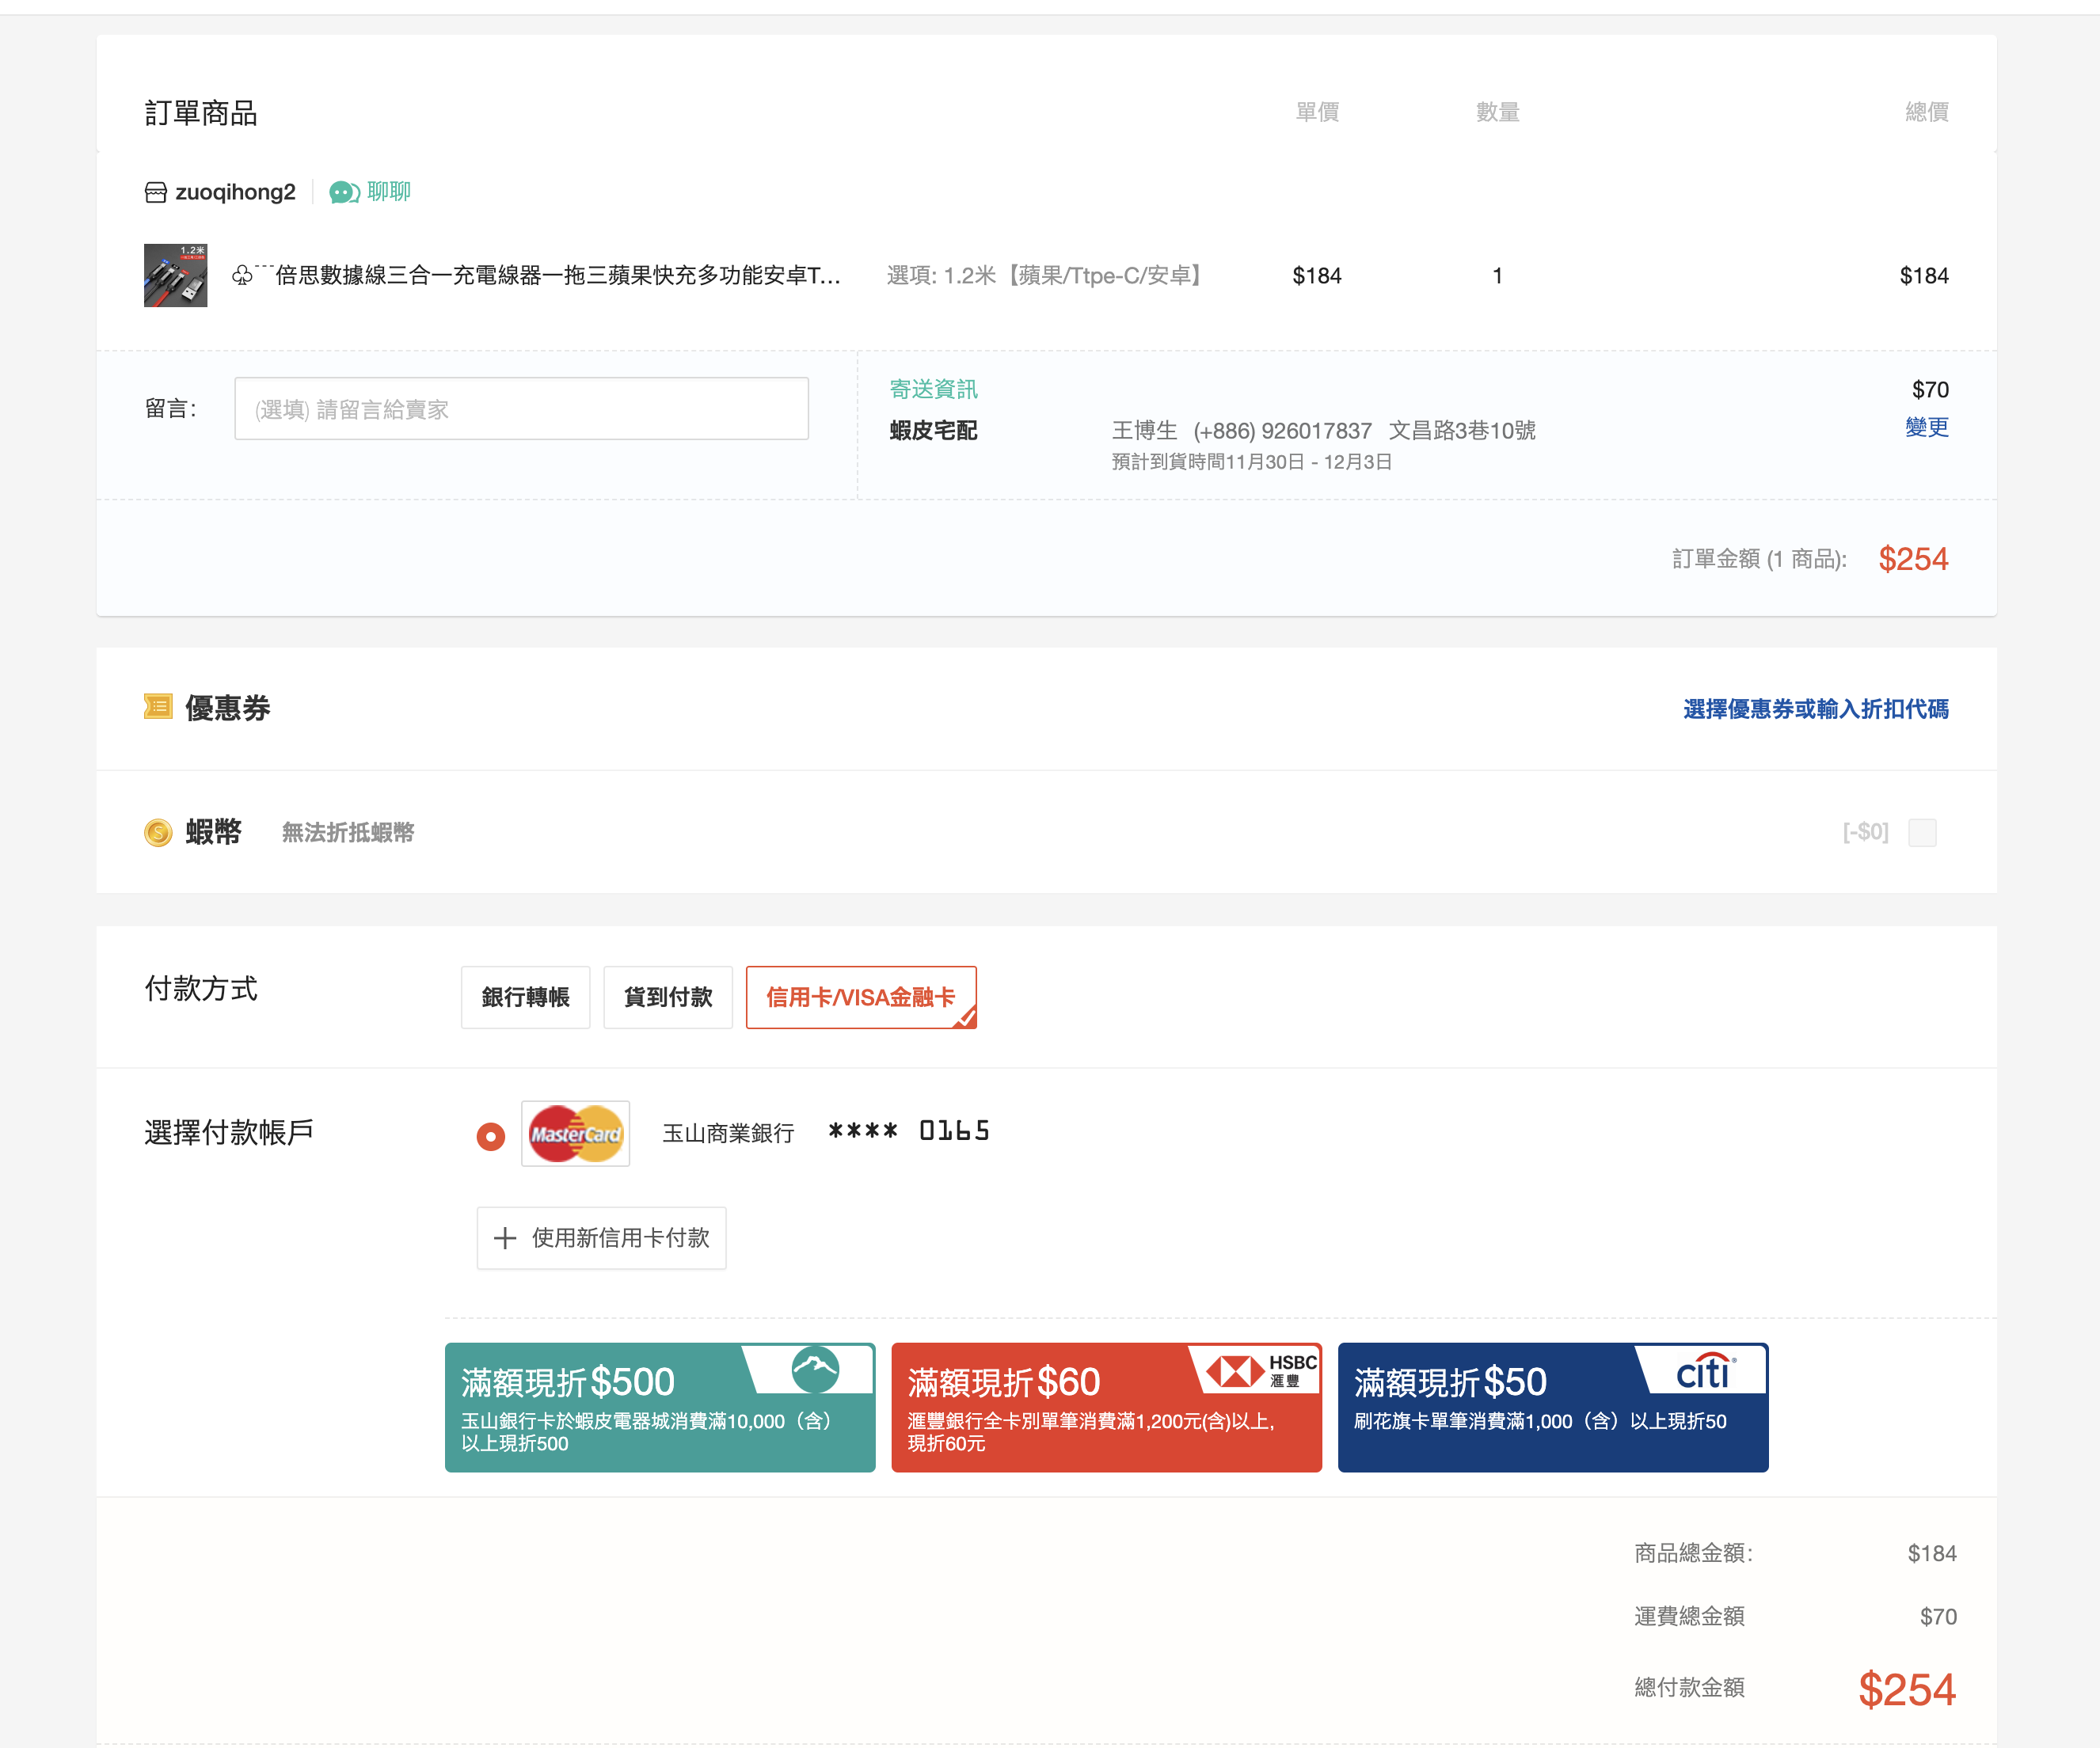 訂單商品 單價 數量 總價
zuoqihong2 聊聊
1.2米
♧ˉˉˉ倍思數據線三合一充電線器一拖三蘋果快充多功能安卓T... 選項: 1.2米【蘋果/Ttpe-C/安卓】 $184 1 $184
留言: (選填) 請留言給賣家
寄送資訊 $70
蝦皮宅配 王博生 (+886) 926017837 文昌路3巷10號 變更
預計到貨時間11月30日 - 12月3日
訂單金額 (1 商品): $254
優惠券 選擇優惠券或輸入折扣代碼
蝦幣 無法折抵蝦幣 [-$0]
付款方式 銀行轉帳 貨到付款 信用卡/VISA金融卡
選擇付款帳戶 MasterCard 玉山商業銀行 **** 0165
使用新信用卡付款
滿額現折$500
玉山銀行卡於蝦皮電器城消費滿10,000（含）
以上現折500
滿額現折$60 HSBC
滙豐
滙豐銀行全卡別單筆消費滿1,200元(含)以上,
現折60元
滿額現折$50 citi
刷花旗卡單筆消費滿1,000（含）以上現折50
商品總金額: $184
運費總金額 $70
總付款金額 $254